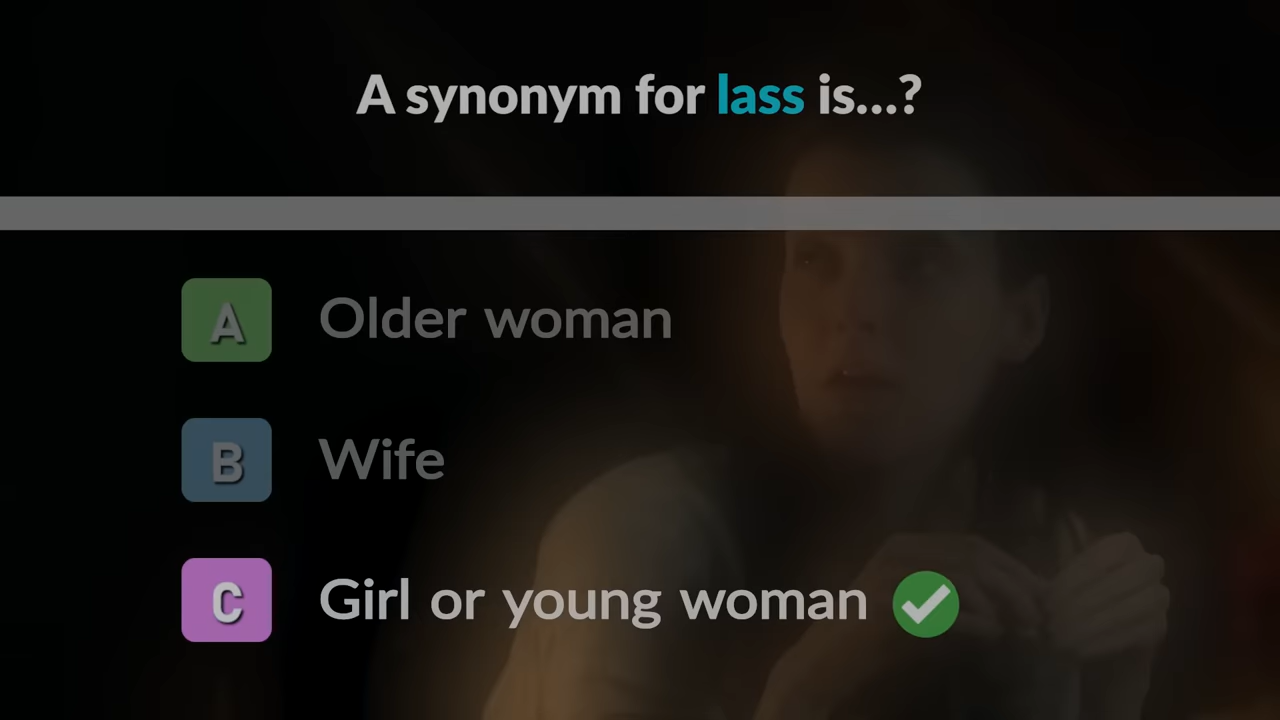 A synonym for lass is...?
A Older woman
B Wife
C Girl or young woman